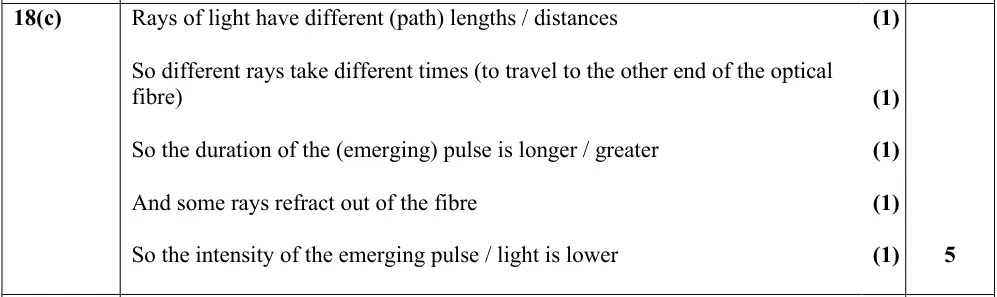 18(c) Rays of light have different (path) lengths / distances (1)
So different rays take different times (to travel to the other end of the optical
fibre) (1)
So the duration of the (emerging) pulse is longer / greater (1)
And some rays refract out of the fibre (1)
So the intensity of the emerging pulse / light is lower (1) 5